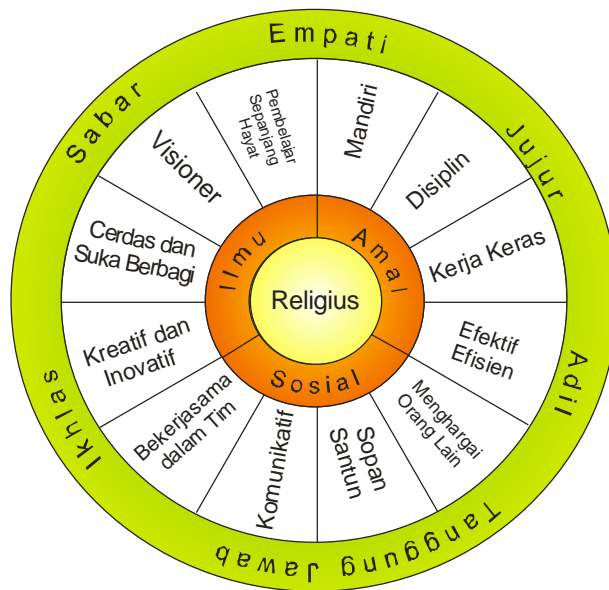 Empati
Jujur
Adil
Tanggung Jawab
Ikhlas
Sabar
Mandiri
Disiplin
Kerja Keras
Efektif
Efisien
Menghargai
Orang Lain
Sopan
Santun
Komunikatif
Bekerjasama
dalam Tim
Kreatif dan
Inovatif
Cerdas dan
Suka Berbagi
Visioner
Pembelajar
Sepanjang
Hayat
Ilmu
Amal
Sosial
Religius